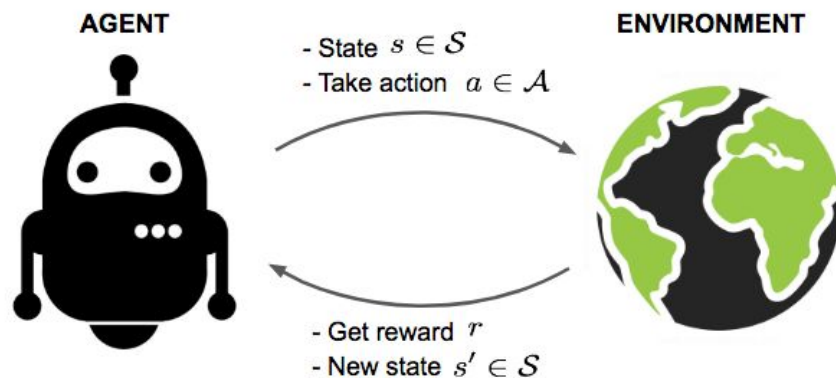 AGENT
ENVIRONMENT
- State s ∈ 𝒮
- Take action a ∈ 𝒜
- Get reward r
- New state s′ ∈ 𝒮